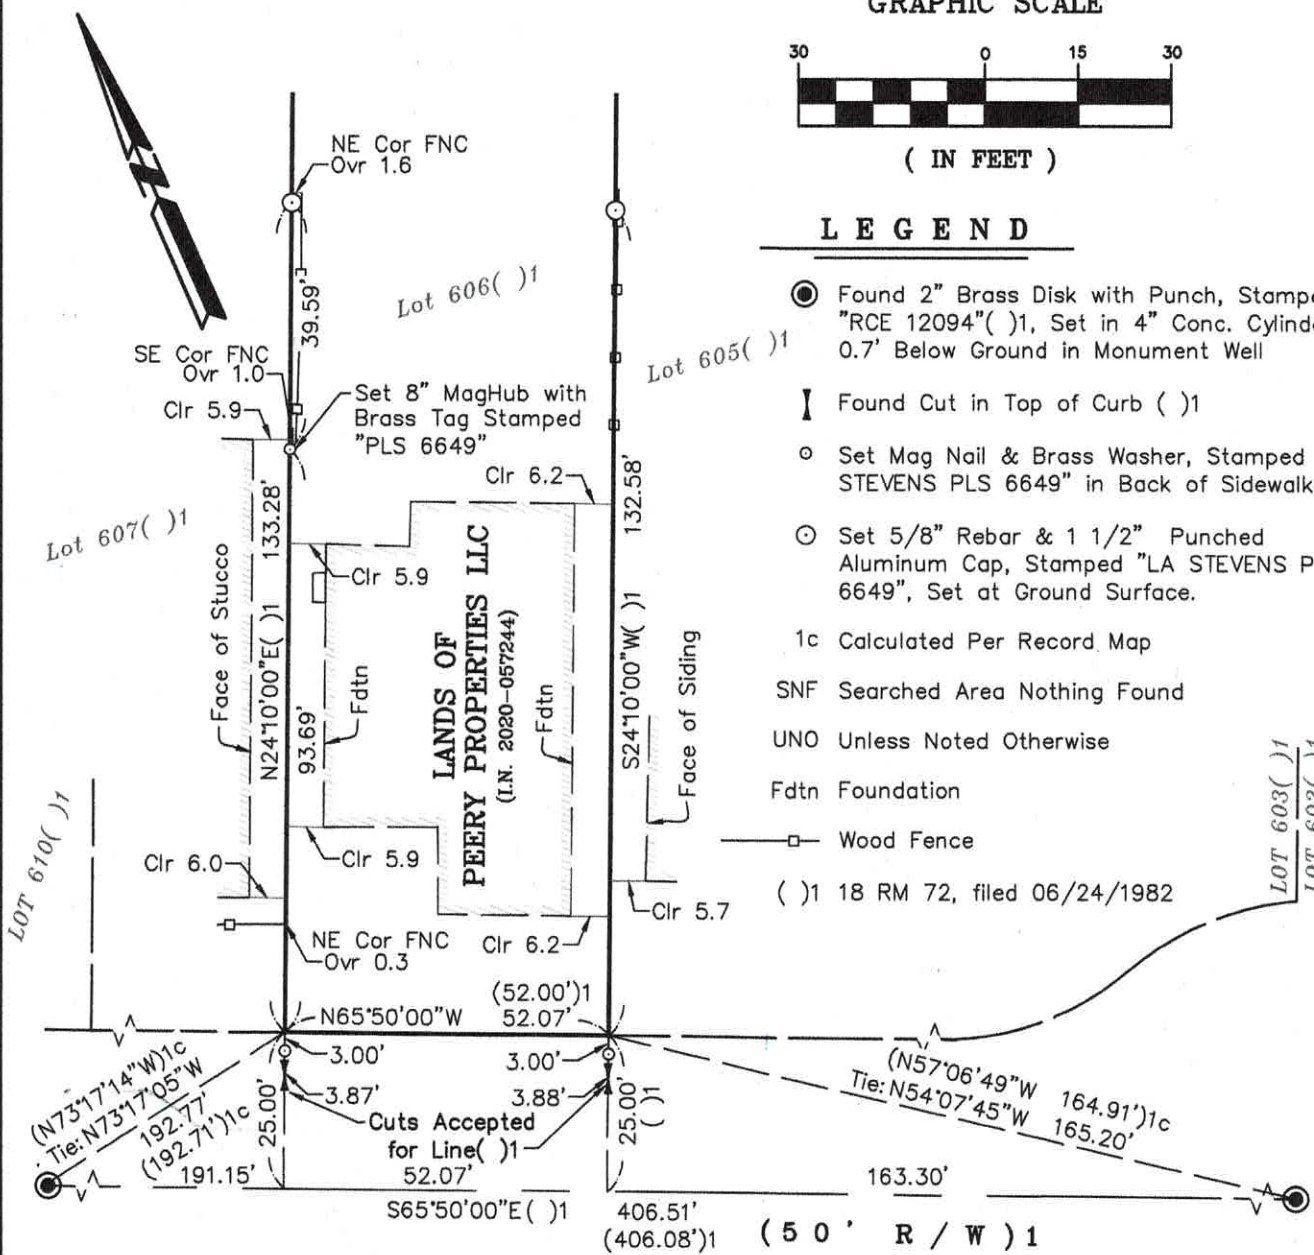 GRAPHIC SCALE
30 0 15 30
( IN FEET )
LEGEND
Found 2" Brass Disk with Punch,
"RCE 12094"( )1, Set in 4" Conc.
0.7' Below Ground in Monument Well
Found Cut in Top of Curb ( )1
Set Mag Nail & Brass Washer, Stamped
STEVENS PLS 6649" in Back of Sidewalk
Set 5/8" Rebar & 1 1/2" Punched
Aluminum Cap, Stamped "LA STEVENS
6649", Set at Ground Surface.
1c Calculated Per Record Map
SNF Searched Area Nothing Found
UNO Unless Noted Otherwise
Fdtn Foundation
Wood Fence
( )1 18 RM 72, filed 06/24/1982
N
NE Cor FNC
Ovr 1.6
39.59'
Lot 606( )1
Lot 605( )1
SE Cor FNC
Ovr 1.0
Clr 5.9
Set 8" MagHub with
Brass Tag Stamped
"PLS 6649"
Clr 6.2
132.58'
133.28'
Lot 607( )1
Clr 5.9
Face of Stucco
N24°10'00"E( )1
93.69'
Fdtn
LANDS OF
PEERY PROPERTIES LLC
(I.N. 2020-057244)
Fdtn
S24°10'00"W( )1
Face of Siding
LOT 603( )1
LOT 603( )1
LOT 610( )1
Clr 6.0
Clr 5.9
Clr 5.7
NE Cor FNC
Ovr 0.3
Clr 6.2
(52.00')1
N65°50'00"W 52.07'
3.00'
3.00'
3.87'
3.88'
Cuts Accepted
for Line( )1
25.00'
25.00'
( )1
(N73°17'14"W)1c
Tie: N73°17'05"W
192.77'
(192.71')1c
(N57°06'49"W 164.91')1c
Tie: N54°07'45"W 165.20'
191.15' 52.07' 163.30'
S65°50'00"E( )1 406.51'
(406.08')1
(50' R/W)1